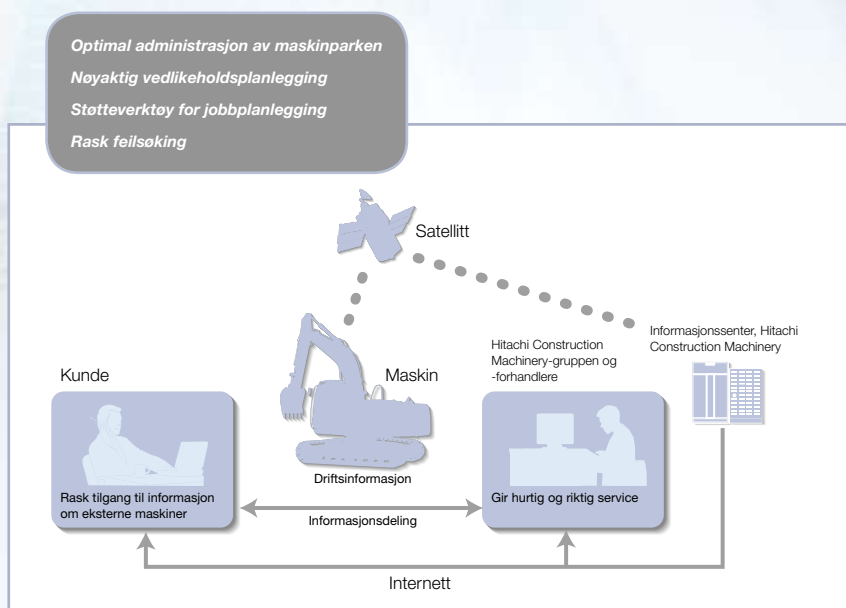 Optimal administrasjon av maskinparken
Nøyaktig vedlikeholdsplanlegging
Støtteverktøy for jobbplanlegging
Rask feilsøking
Satellitt
Informasjonssenter, Hitachi
Construction Machinery
Hitachi Construction
Machinery-gruppen og
-forhandlere
Kunde
Maskin
Driftsinformasjon
Rask tilgang til informasjon
om eksterne maskiner
Gir hurtig og riktig service
Informasjonsdeling
Internett